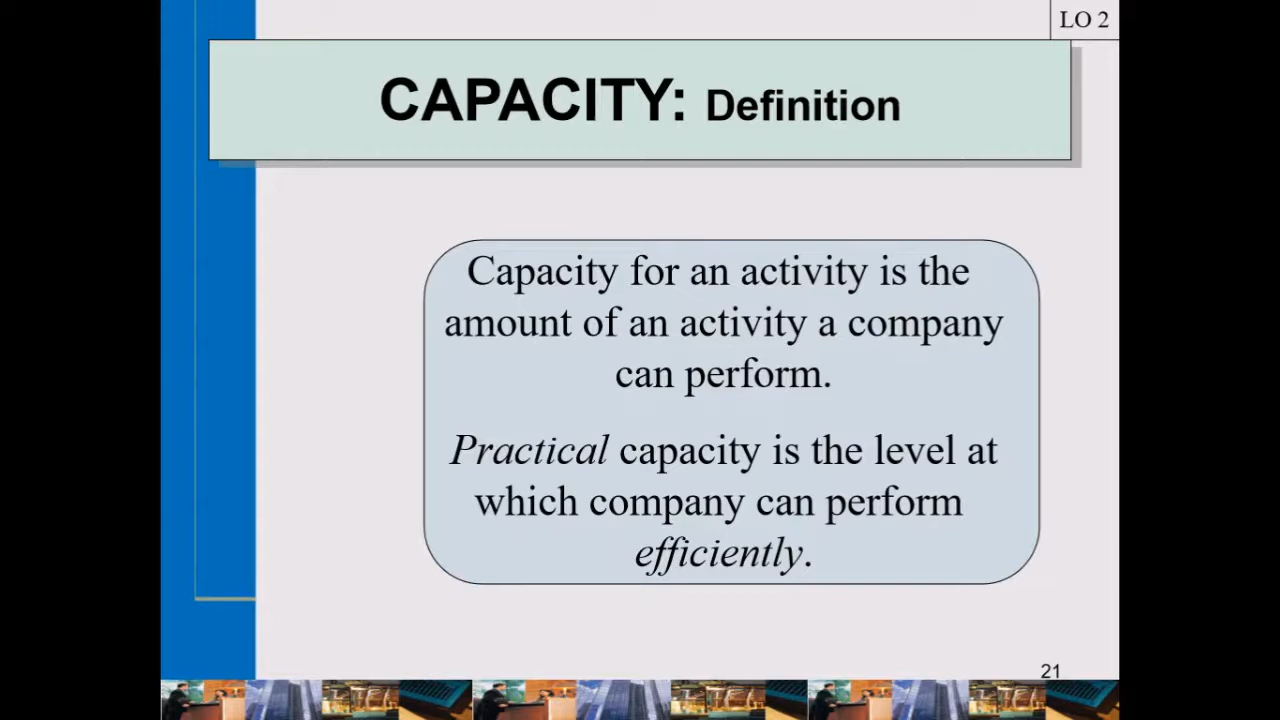 LO 2
CAPACITY: Definition
Capacity for an activity is the
amount of an activity a company
can perform.
Practical capacity is the level at
which company can perform
efficiently.
21